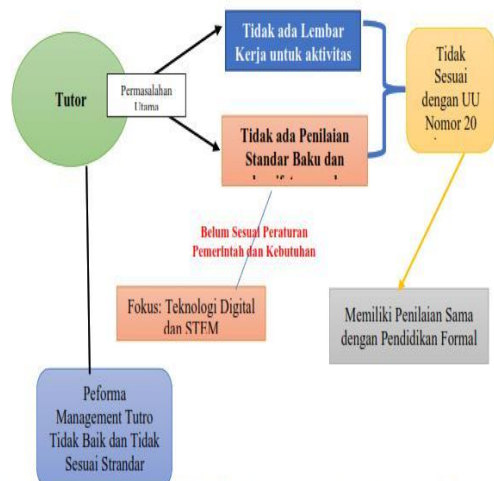 Tidak ada Lembar
Kerja untuk aktivitas
Tutor
Permasalahan
Utama
Tidak ada Penilaian
Standar Baku dan
Tidak
Sesuai
dengan UU
Nomor 20
Belum Sesuai Peraturan
Pemerintah dan Kebutuhan
Fokus: Teknologi Digital
dan STEM
Memiliki Penilaian Sama
dengan Pendidikan Formal
Peforma
Management Tutro
Tidak Baik dan Tidak
Sesuai Strandar